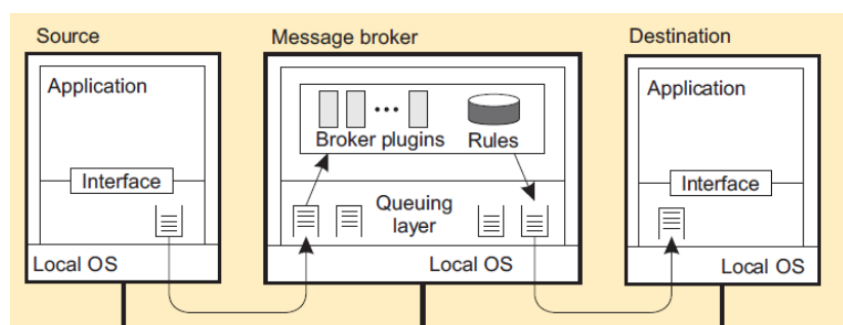 Source
Message broker
Destination
Application
Broker plugins
Rules
Application
Interface
Queuing
layer
Interface
Local OS
Local OS
Local OS